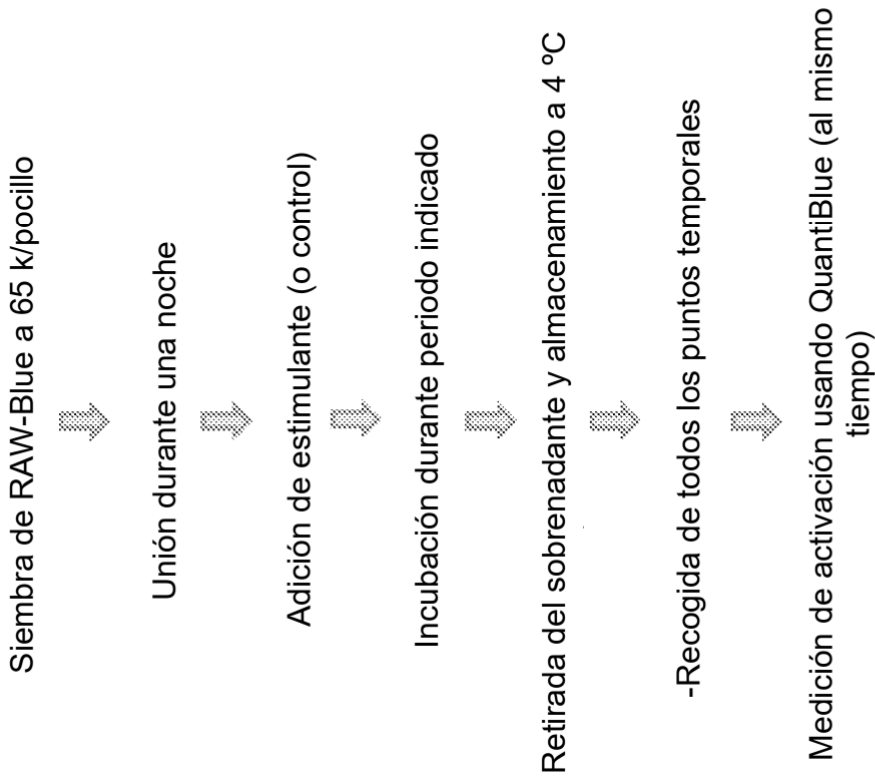 Siembra de RAW-Blue a 65 k/pocillo
Unión durante una noche
Adición de estimulante (o control)
Incubación durante periodo indicado
Retirada del sobrenadante y almacenamiento a 4 ºC
-Recogida de todos los puntos temporales
Medición de activación usando QuantiBlue (al mismo
tiempo)